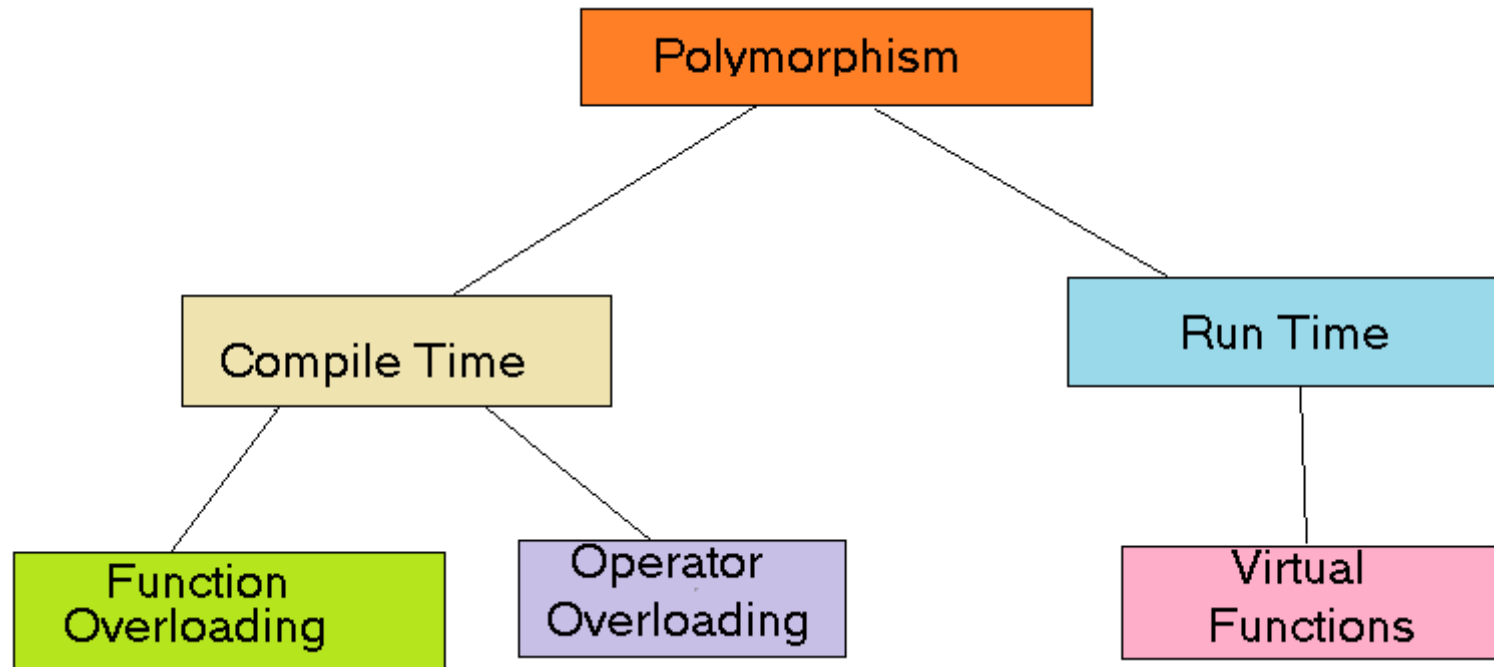 Polymorphism
Compile Time
Run Time
Function
Overloading
Operator
Overloading
Virtual
Functions